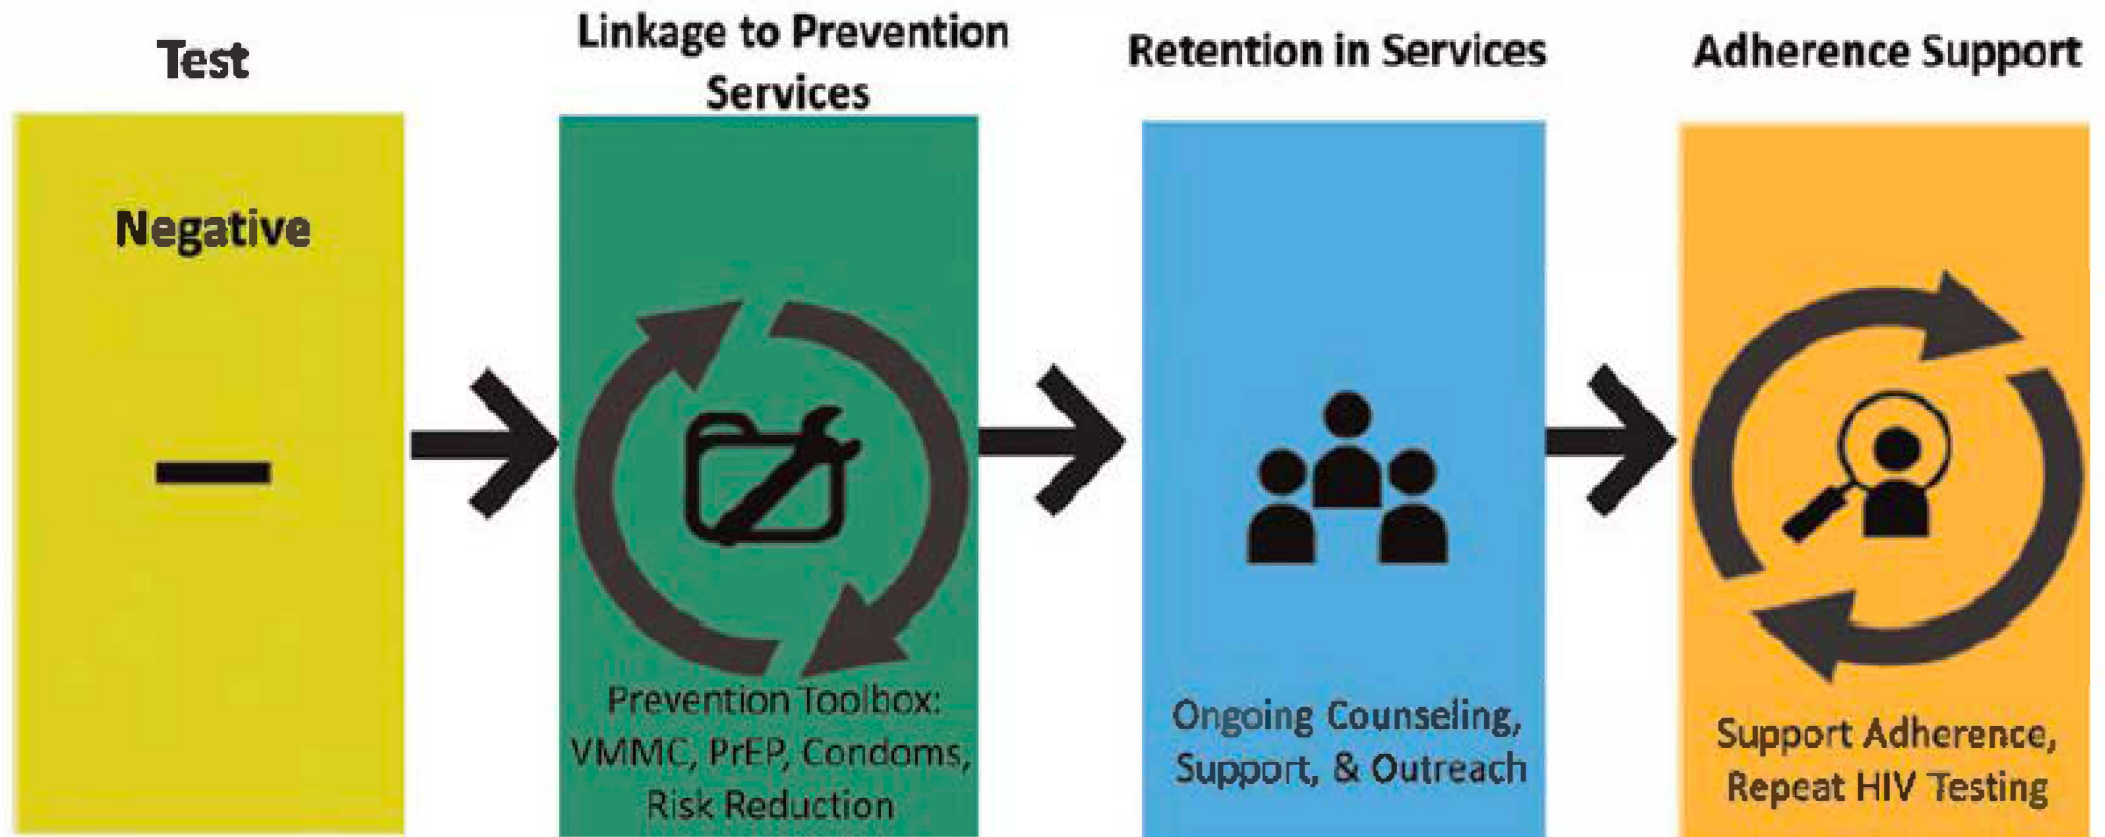 Test
Negative
Linkage to Prevention
Services
Prevention Toolbox:
VMMC, PrEP, Condoms,
Risk Reduction
Retention in Services
Ongoing Counseling,
Support, & Outreach
Adherence Support
Support Adherence,
Repeat HIV Testing